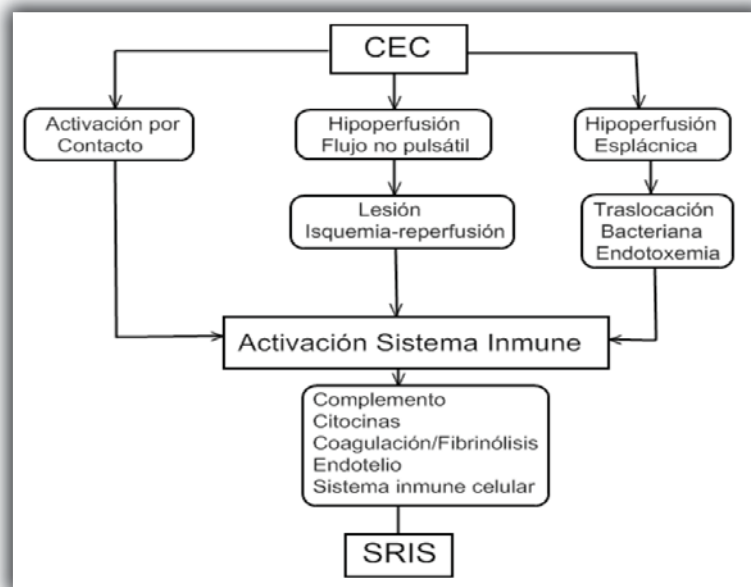 CEC
Activación por
Contacto
Hipoperfusión
Flujo no pulsátil
Hipoperfusión
Esplácnica
Lesión
Isquemia-reperfusión
Traslocación
Bacteriana
Endotoxemia
Activación Sistema Inmune
Complemento
Citocinas
Coagulación/Fibrinólisis
Endotelio
Sistema inmune celular
SRIS